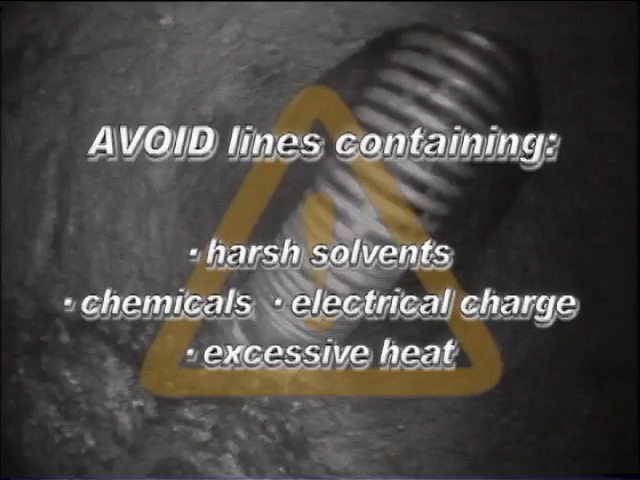 AVOID lines containing:
· harsh solvents
· chemicals · electrical charge
· excessive heat